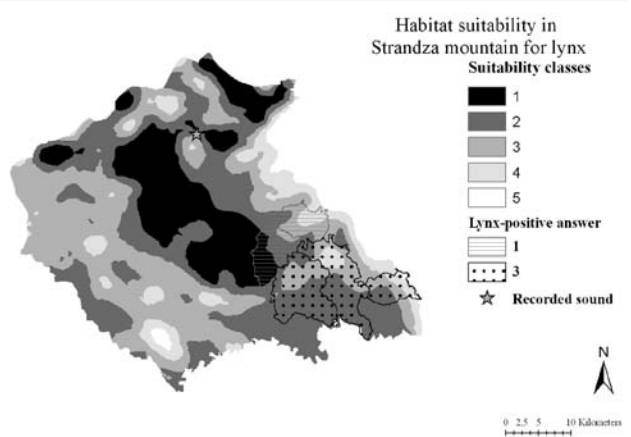 Habitat suitability in
Strandza mountain for lynx
Suitability classes
1
2
3
4
5
Lynx-positive answer
1
3
Recorded sound
N
0 2,5 5 10 Kilometers